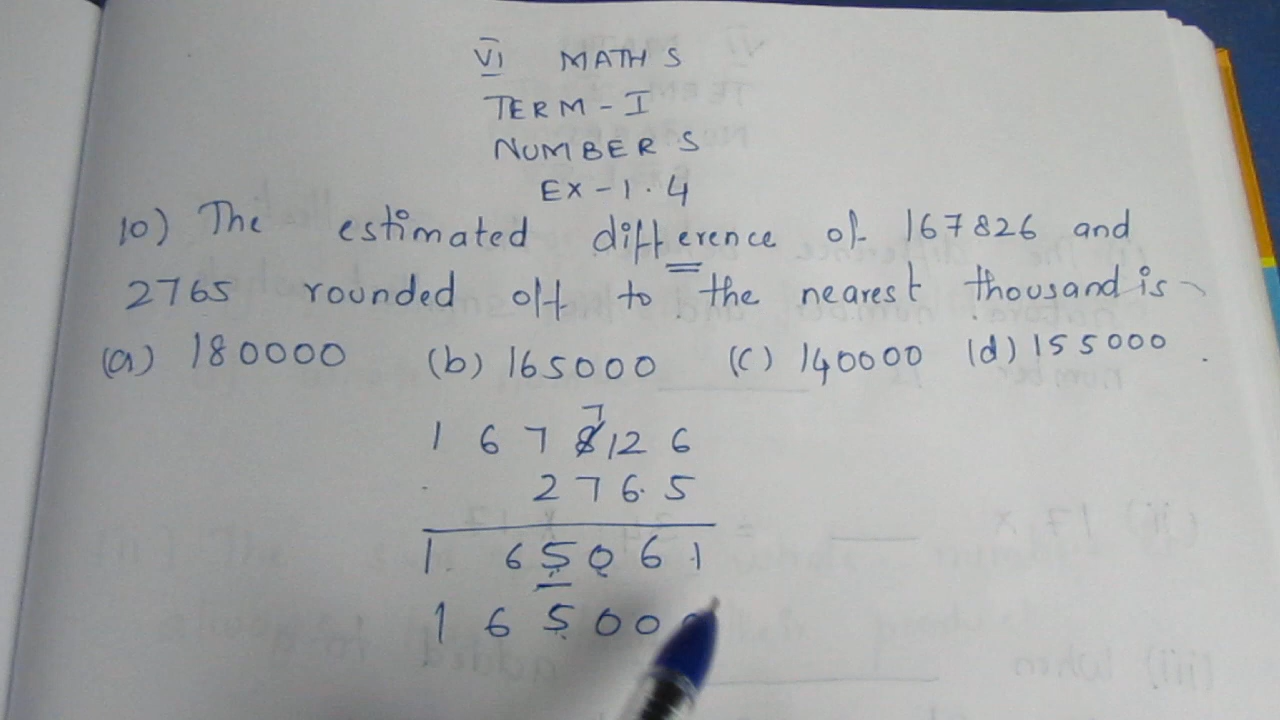 VI MATHS
TERM - I
NUMBERS
EX - 1.4
10) The estimated difference of 167826 and
2765 rounded off to the nearest thousand is
(a) 180000 (b) 165000 (c) 140000 (d) 155000 .
7
1 6 7 8 12 6
2 7 6 5
1 6 5 0 6 1
1 6 5 0 0